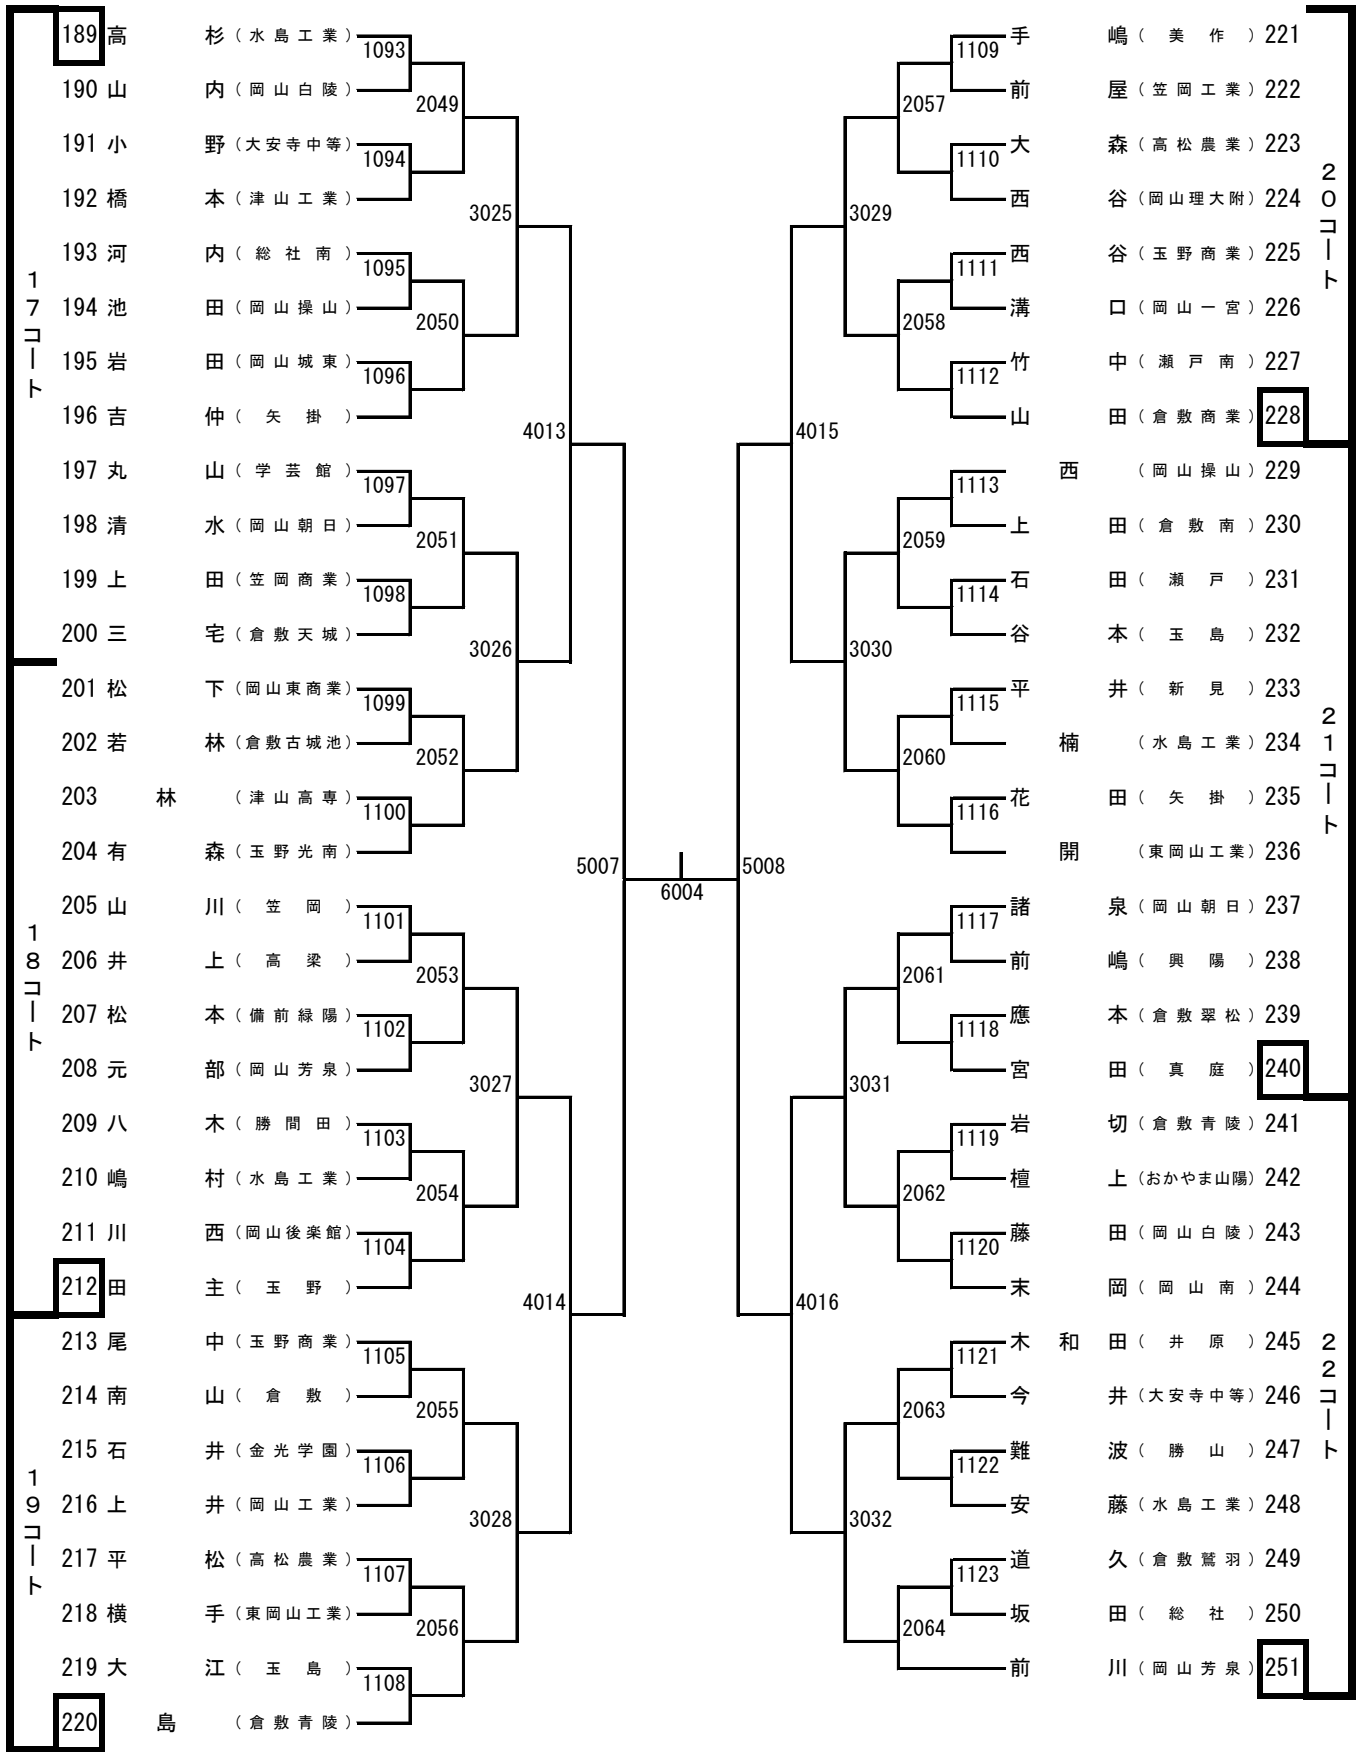 17コート
189 高杉 (水島工業)
1093
190 山内 (岡山白陵)
2049
191 小野 (大安寺中等)
1094
192 橋本 (津山工業)
3025
193 河内 (総社南)
1095
194 池田 (岡山操山)
2050
195 岩田 (岡山城東)
1096
196 吉仲 (矢掛)
4013
197 丸山 (学芸館)
1097
198 清水 (岡山朝日)
2051
199 上田 (笠岡商業)
1098
200 三宅 (倉敷天城)
3026
18コート
201 松下 (岡山東商業)
1099
202 若林 (倉敷古城池)
2052
203 林 (津山高専)
1100
204 有森 (玉野光南)
5007
205 山川 (笠岡)
1101
206 井上 (高梁)
2053
207 松本 (備前緑陽)
1102
208 元部 (岡山芳泉)
3027
209 八木 (勝間田)
1103
210 嶋村 (水島工業)
2054
211 川西 (岡山後楽館)
1104
212 田主 (玉野)
4014
19コート
213 尾中 (玉野商業)
1105
214 南山 (倉敷)
2055
215 石井 (金光学園)
1106
216 上井 (岡山工業)
3028
217 平松 (高松農業)
1107
218 横手 (東岡山工業)
2056
219 大江 (玉島)
1108
220 島 (倉敷青陵)
6004
20コート
手嶋 (美作) 221
1109
前屋 (笠岡工業) 222
2057
大森 (高松農業) 223
1110
西谷 (岡山理大附) 224
3029
西谷 (玉野商業) 225
1111
溝口 (岡山一宮) 226
2058
竹中 (瀬戸南) 227
1112
山田 (倉敷商業) 228
4015
21コート
西 (岡山操山) 229
1113
上田 (倉敷南) 230
2059
石田 (瀬戸) 231
1114
谷本 (玉島) 232
3030
平井 (新見) 233
1115
楠 (水島工業) 234
2060
花田 (矢掛) 235
1116
開 (東岡山工業) 236
5008
諸泉 (岡山朝日) 237
1117
前嶋 (興陽) 238
2061
應本 (倉敷翠松) 239
1118
宮田 (真庭) 240
3031
22コート
岩切 (倉敷青陵) 241
1119
檀上 (おかやま山陽) 242
2062
藤田 (岡山白陵) 243
1120
末岡 (岡山南) 244
4016
木和田 (井原) 245
1121
今井 (大安寺中等) 246
2063
難波 (勝山) 247
1122
安藤 (水島工業) 248
3032
道久 (倉敷鷲羽) 249
1123
坂田 (総社) 250
2064
前川 (岡山芳泉) 251